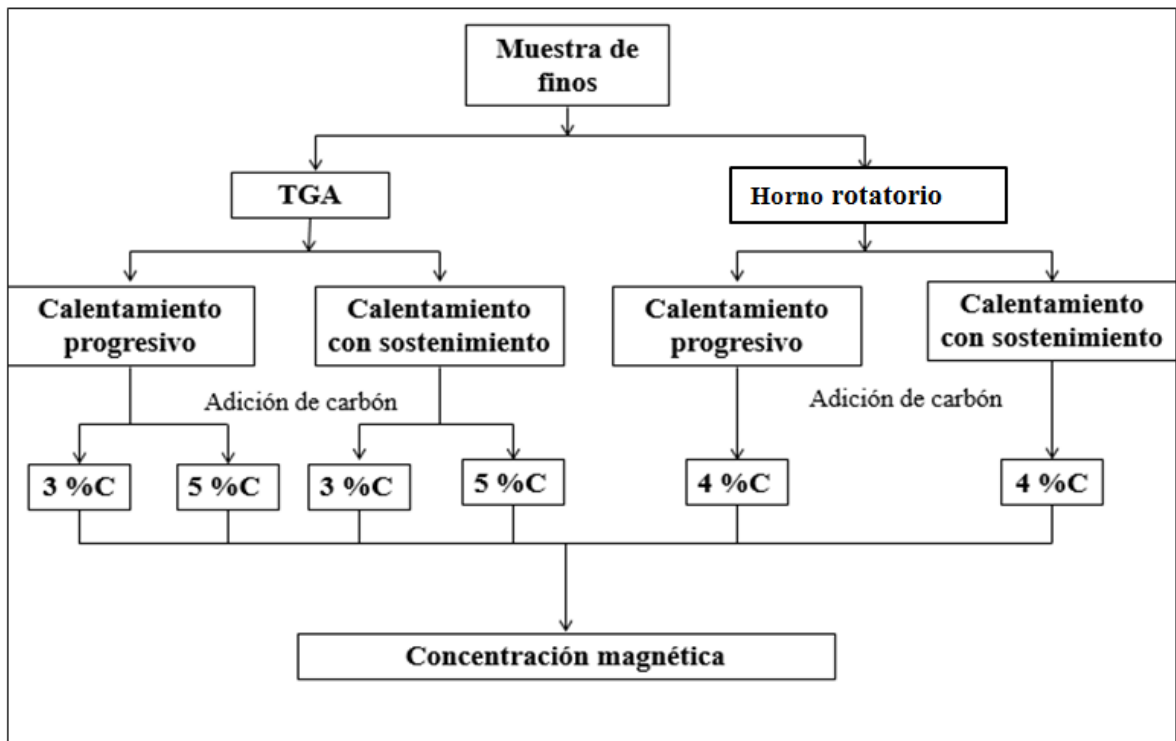 Muestra de
finos
TGA
Horno rotatorio
Calentamiento
progresivo
Calentamiento
con sostenimiento
Calentamiento
progresivo
Calentamiento
con sostenimiento
Adición de carbón
Adición de carbón
3 %C
5 %C
3 %C
5 %C
4 %C
4 %C
Concentración magnética